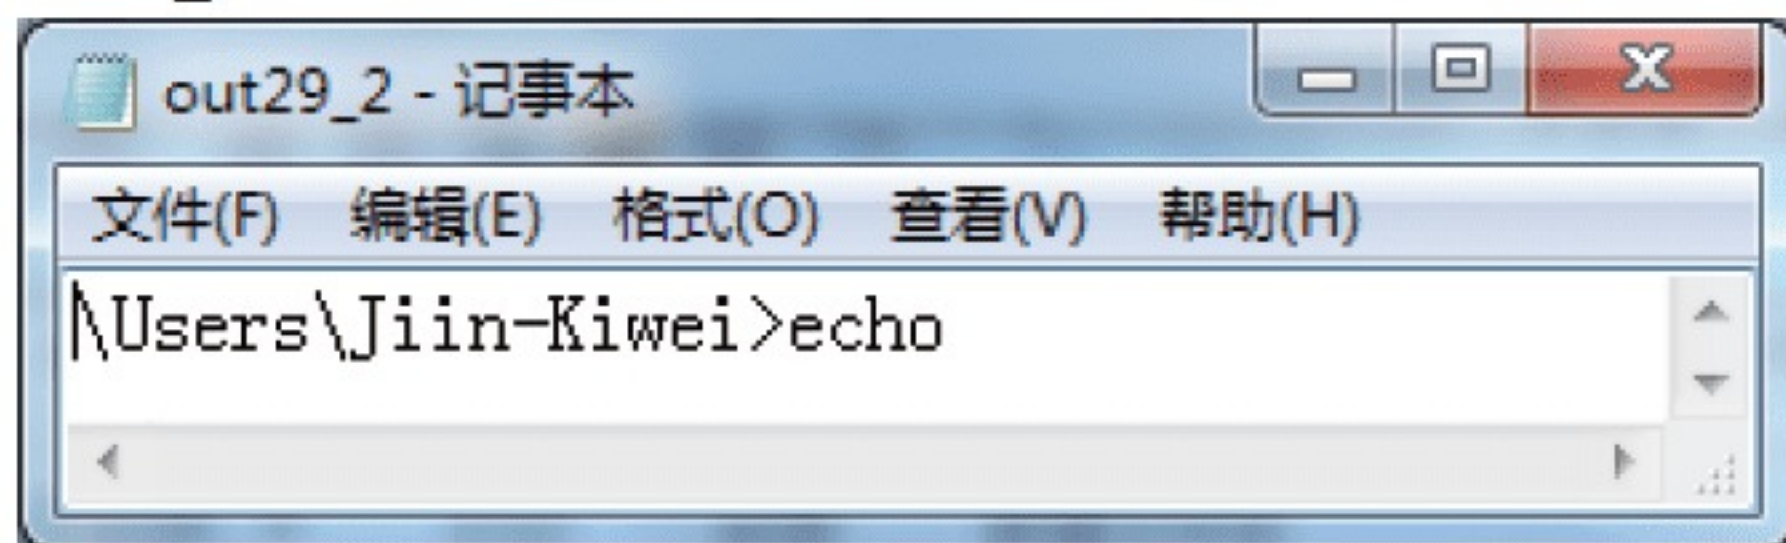 out29_2 - 记事本
文件(F) 编辑(E) 格式(O) 查看(V) 帮助(H)
\Users\Jiin-Kiwei>echo